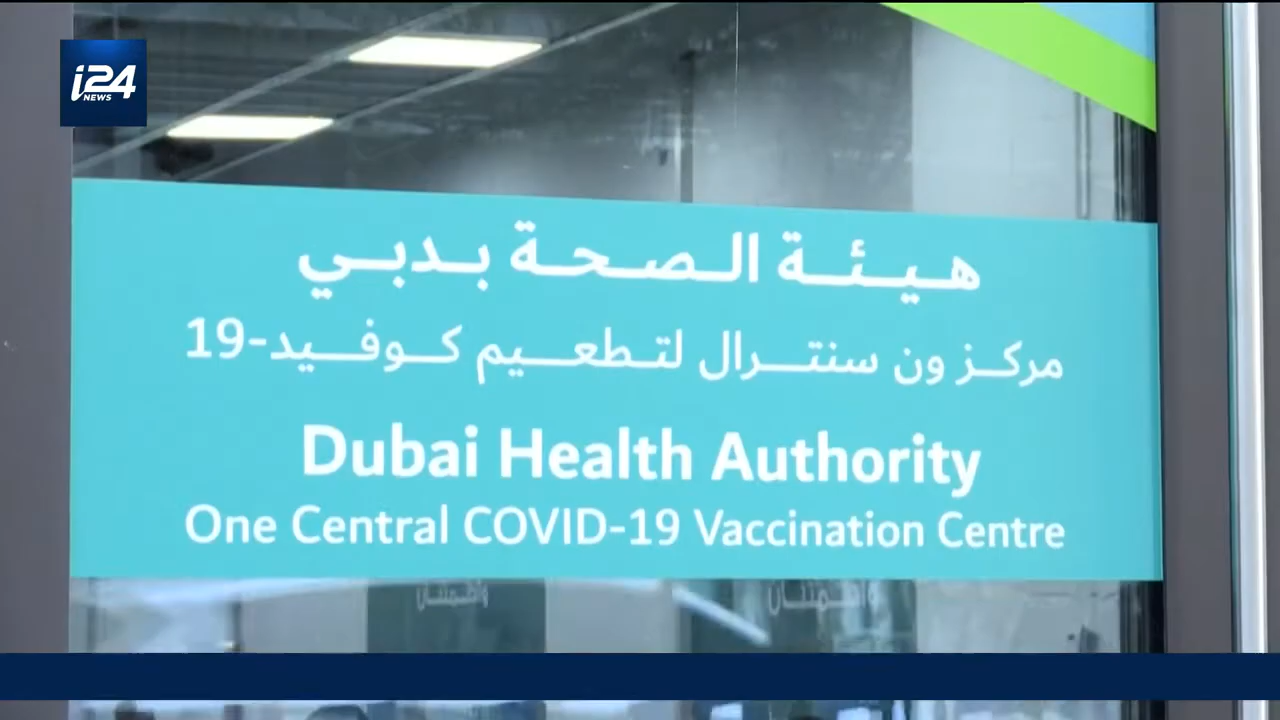 i24
NEWS
هيئة الصحة بدبي
مركز ون سنترال لتطعيم كوفيد-19
Dubai Health Authority
One Central COVID-19 Vaccination Centre